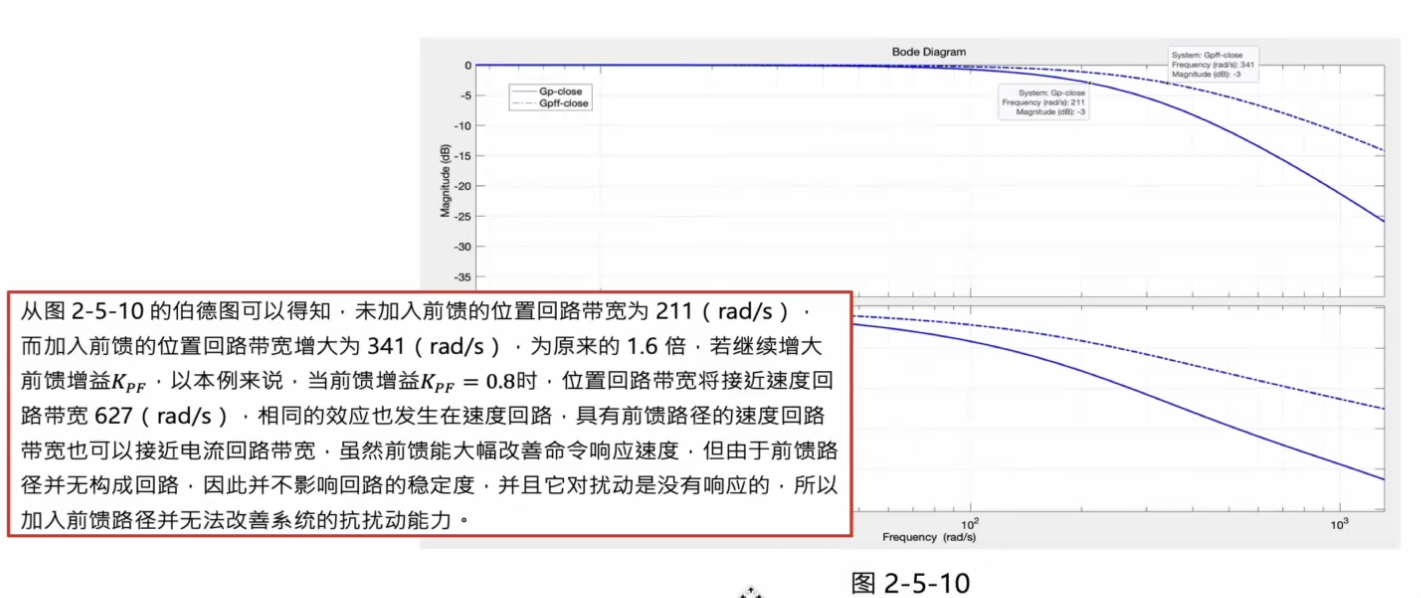 Bode Diagram
System: Gpff-close
Frequency (rad/s): 341
Magnitude (dB): -3
Gp-close
Gpff-close
System: Gp-close
Frequency (rad/s): 211
Magnitude (dB): -3
Magnitude (dB)
0
-5
-10
-15
-20
-25
-30
-35
从图 2-5-10 的伯德图可以得知，未加入前馈的位置回路带宽为 211（rad/s），
而加入前馈的位置回路带宽增大为 341（rad/s），为原来的 1.6 倍，若继续增大
前馈增益K_PF，以本例来说，当前馈增益K_PF = 0.8时，位置回路带宽将接近速度回
路带宽 627（rad/s），相同的效应也发生在速度回路，具有前馈路径的速度回路
带宽也可以接近电流回路带宽，虽然前馈能大幅改善命令响应速度，但由于前馈路
径并无构成回路，因此并不影响回路的稳定度，并且它对扰动是没有响应的，所以
加入前馈路径并无法改善系统的抗扰动能力。
10²
10³
Frequency (rad/s)
图 2-5-10